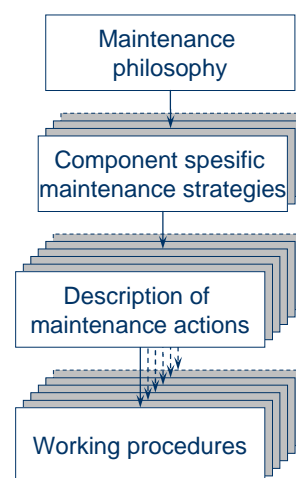 Maintenance
philosophy
Component spesific
maintenance strategies
Description of
maintenance actions
Working procedures